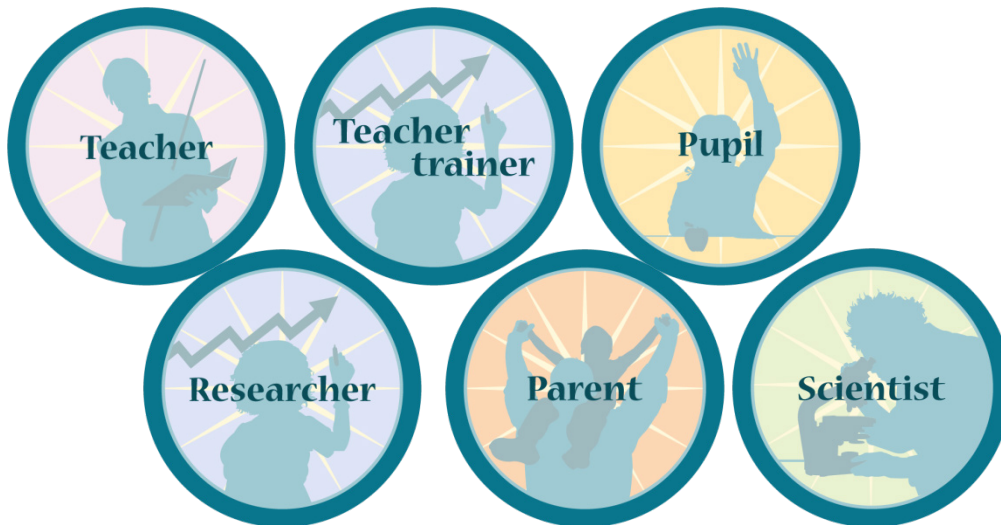 Teacher
Teacher
trainer
Pupil
Researcher
Parent
Scientist